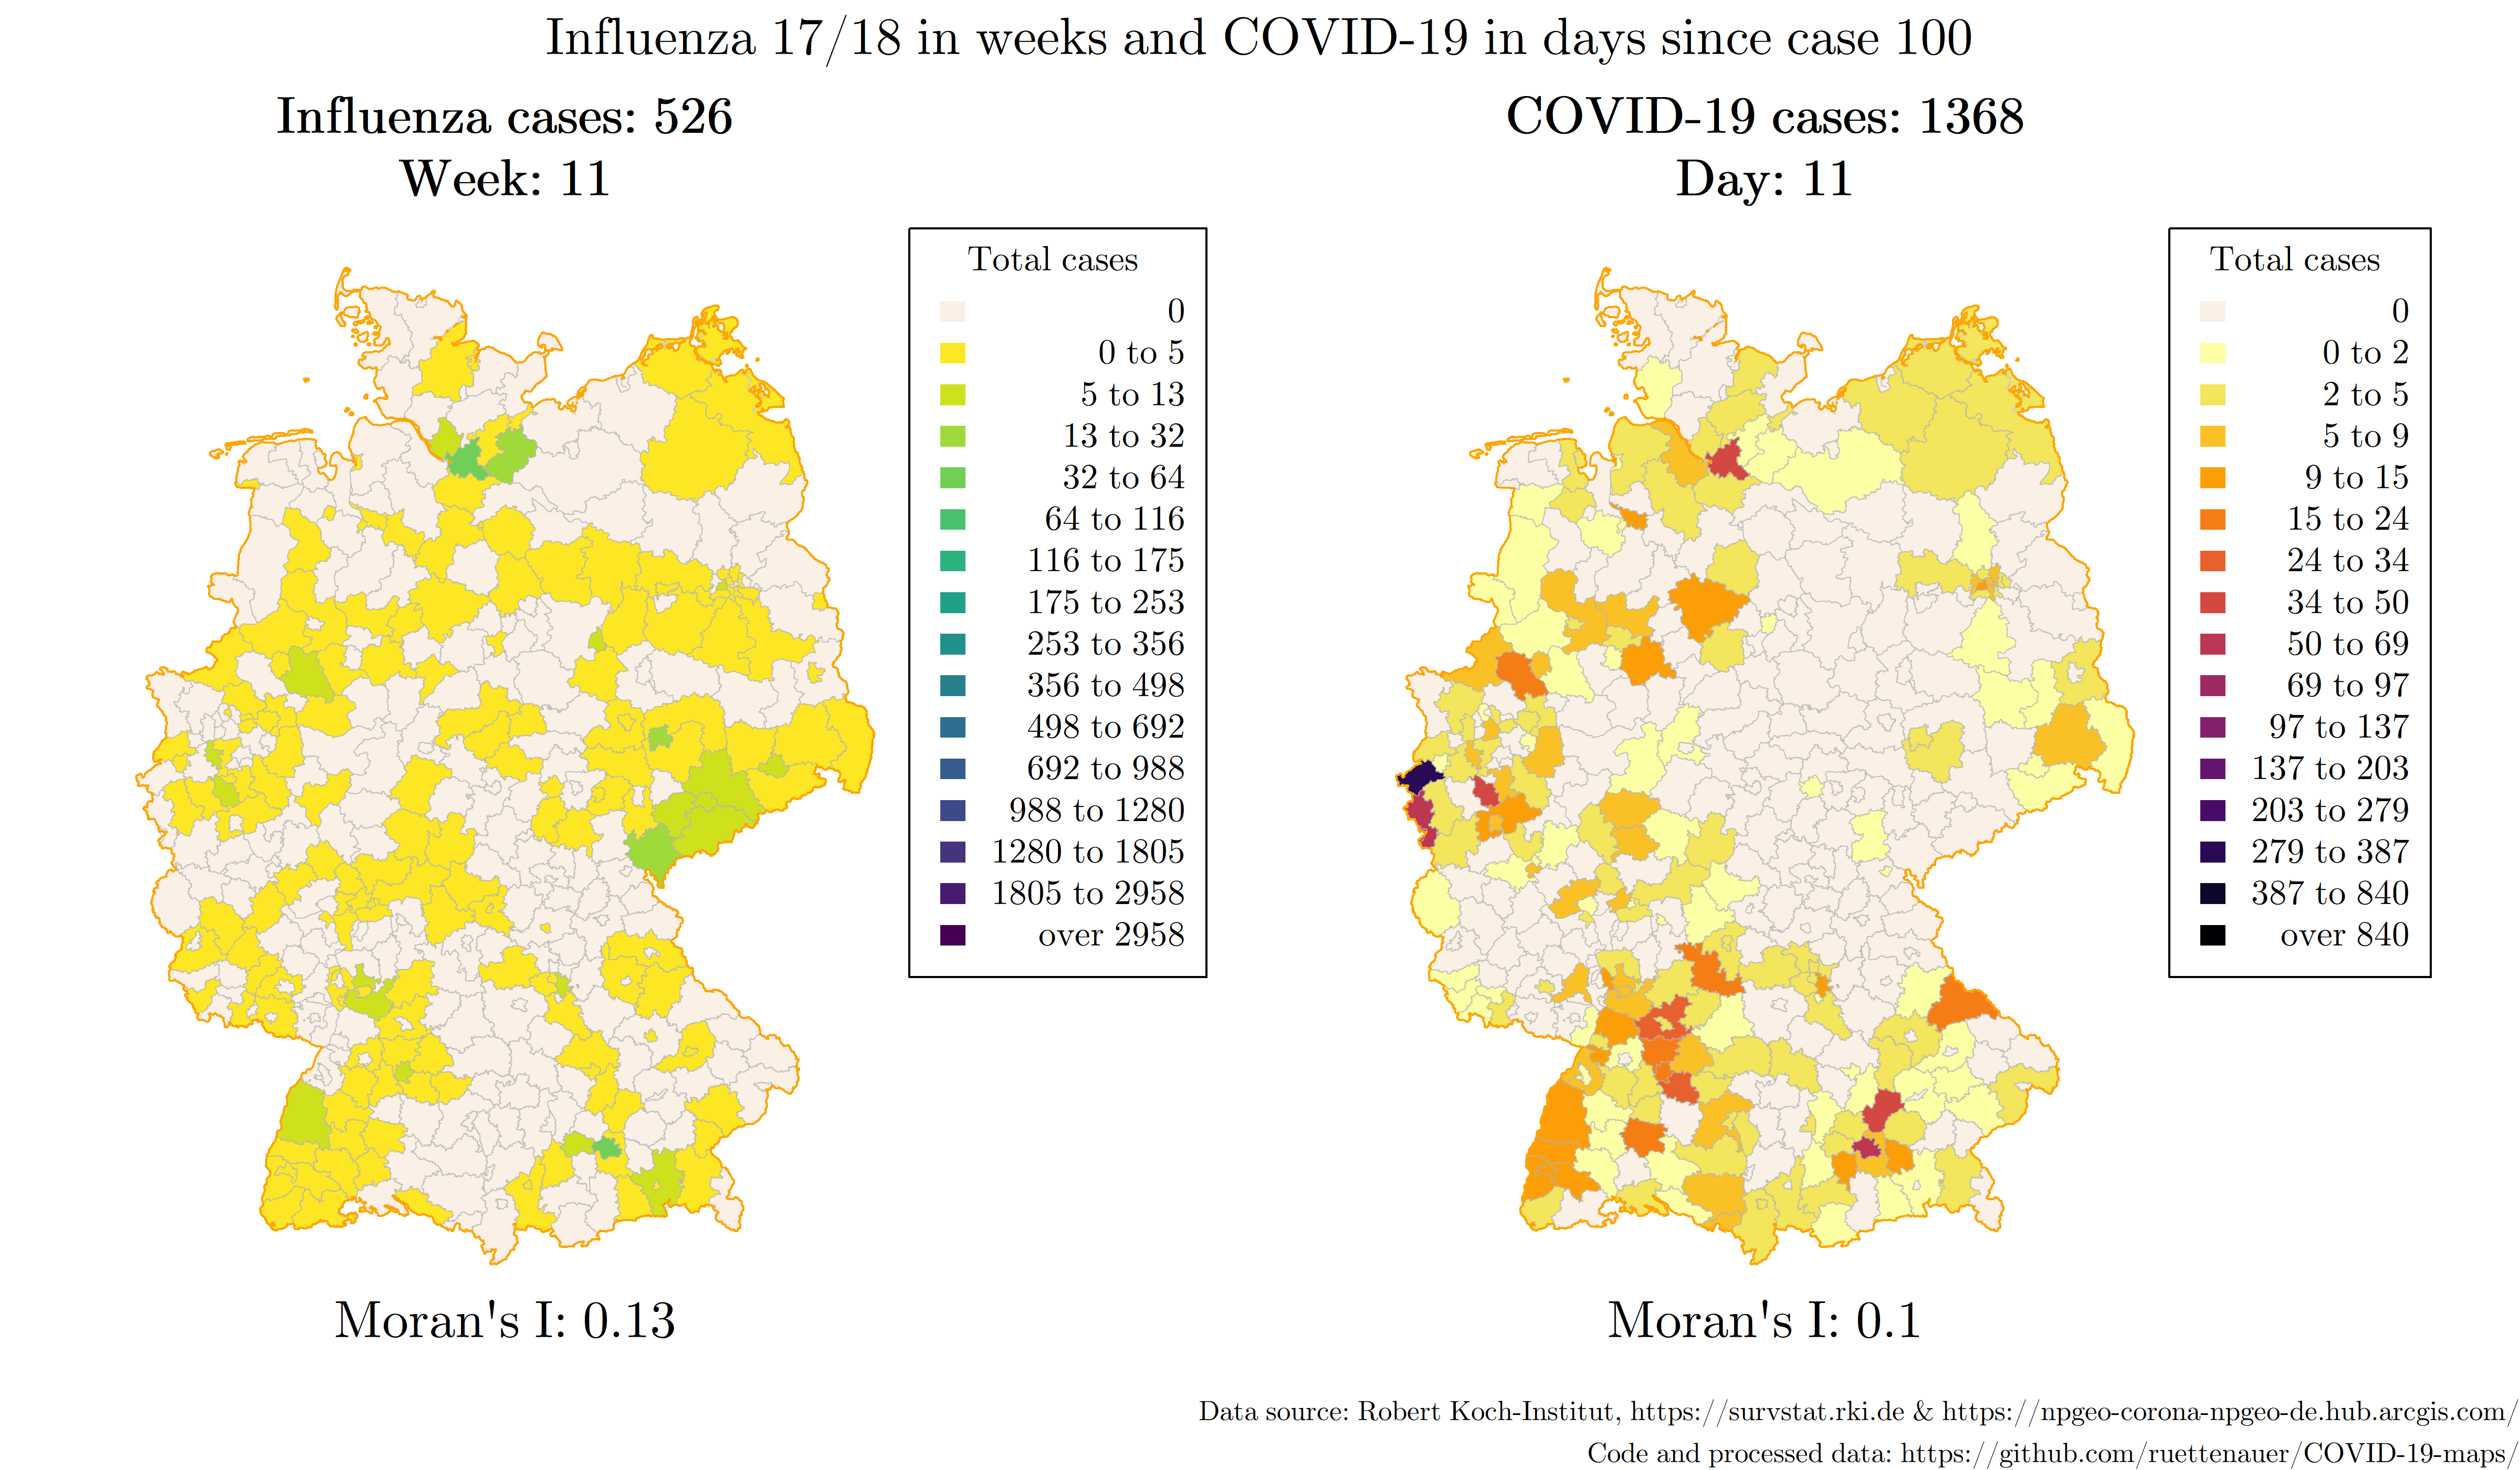 Influenza 17/18 in weeks and COVID-19 in days since case 100
Influenza cases: 526
Week: 11
Total cases
0
0 to 5
5 to 13
13 to 32
32 to 64
64 to 116
116 to 175
175 to 253
253 to 356
356 to 498
498 to 692
692 to 988
988 to 1280
1280 to 1805
1805 to 2958
over 2958
Moran's I: 0.13
COVID-19 cases: 1368
Day: 11
Total cases
0
0 to 2
2 to 5
5 to 9
9 to 15
15 to 24
24 to 34
34 to 50
50 to 69
69 to 97
97 to 137
137 to 203
203 to 279
279 to 387
387 to 840
over 840
Moran's I: 0.1
Data source: Robert Koch-Institut, https://survstat.rki.de & https://npgeo-corona-npgeo-de.hub.arcgis.com/
Code and processed data: https://github.com/ruettenauer/COVID-19-maps/